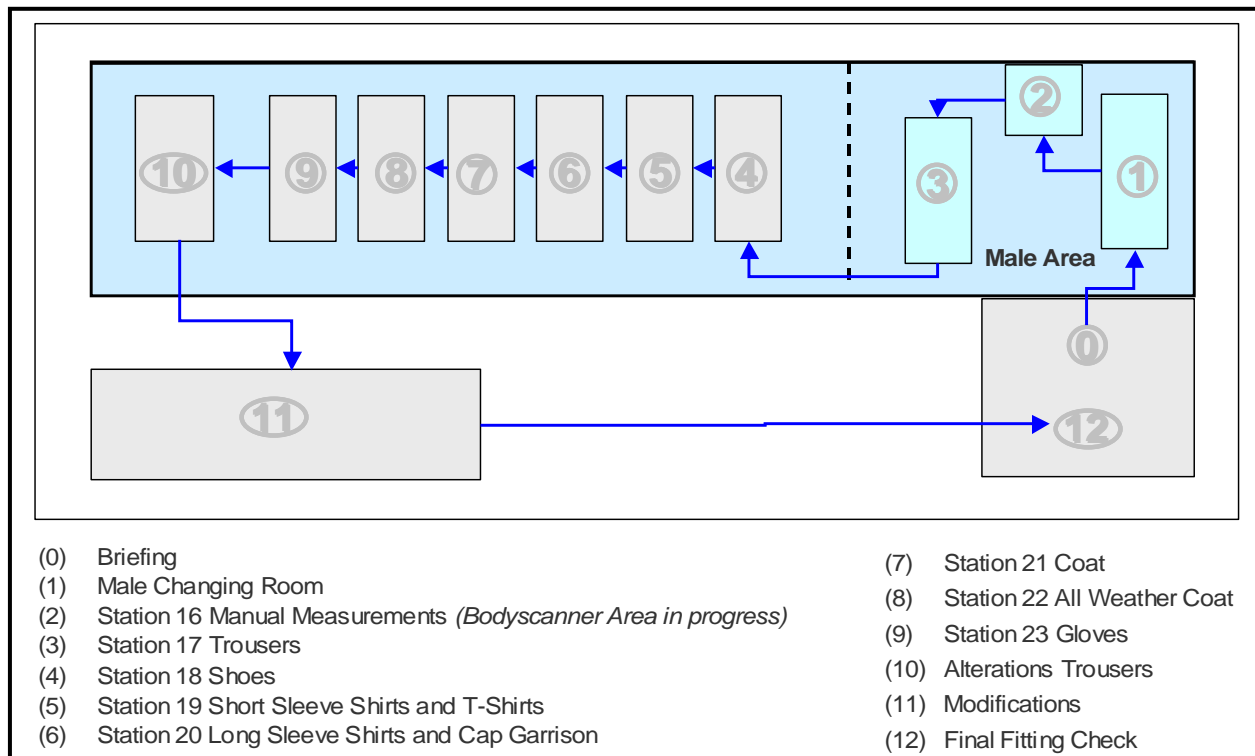 2
1
3
10
9
8
7
6
5
4
Male Area
0
11
12
(0) Briefing
(1) Male Changing Room
(2) Station 16 Manual Measurements (Bodyscanner Area in progress)
(3) Station 17 Trousers
(4) Station 18 Shoes
(5) Station 19 Short Sleeve Shirts and T-Shirts
(6) Station 20 Long Sleeve Shirts and Cap Garrison
(7) Station 21 Coat
(8) Station 22 All Weather Coat
(9) Station 23 Gloves
(10) Alterations Trousers
(11) Modifications
(12) Final Fitting Check